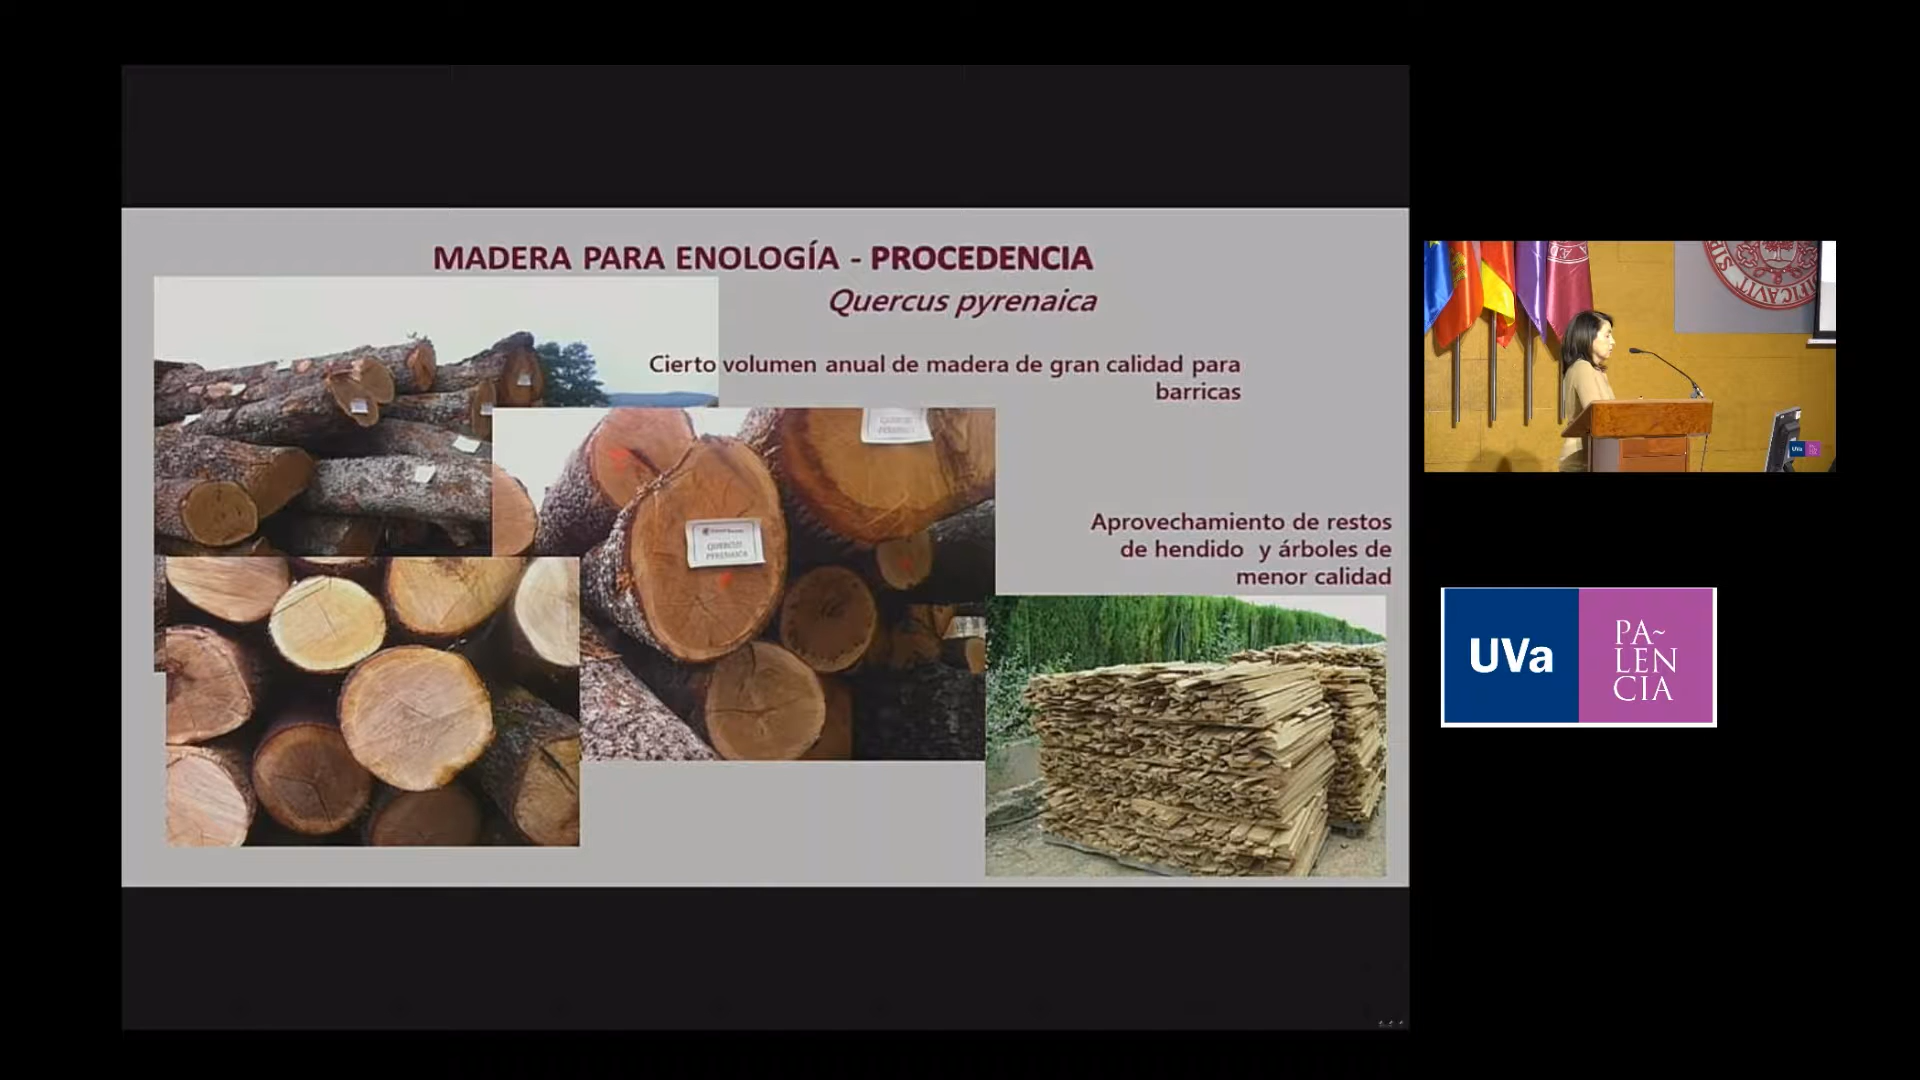 MADERA PARA ENOLOGÍA - PROCEDENCIA
Quercus pyrenaica
Cierto volumen anual de madera de gran calidad para
barricas
QUERCUS
PYRENAICA
Aprovechamiento de restos
de hendido y árboles de
menor calidad
UVa
PA~
LEN
CIA